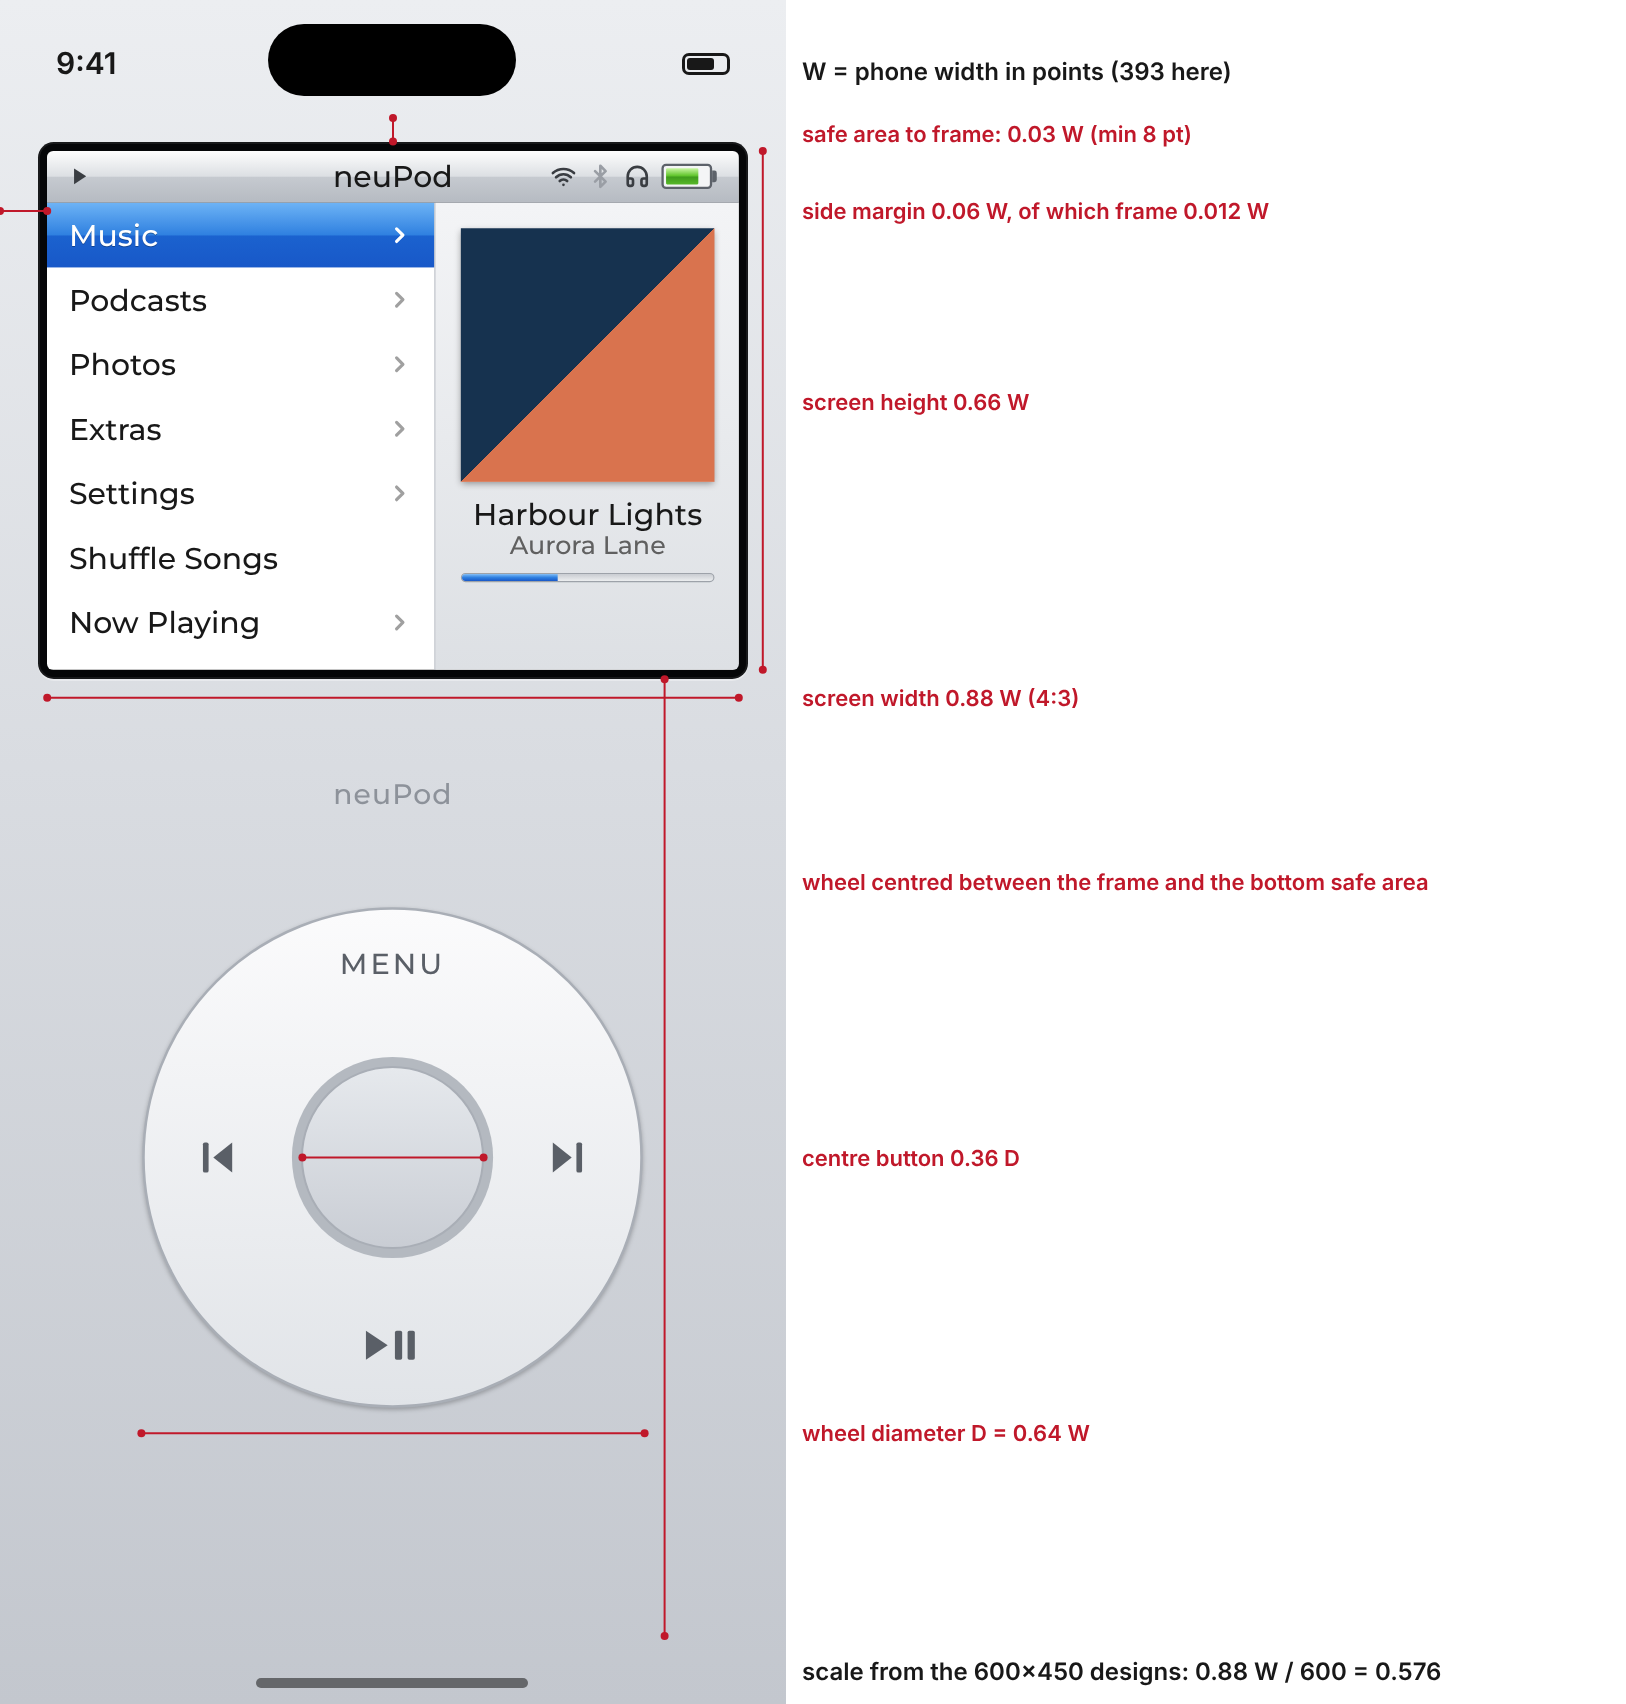 9:41
W = phone width in points (393 here)
safe area to frame: 0.03 W (min 8 pt)
neuPod
side margin 0.06 W, of which frame 0.012 W
Music
Podcasts
Photos
screen height 0.66 W
Extras
Settings
Harbour Lights
Aurora Lane
Shuffle Songs
Now Playing
screen width 0.88 W (4:3)
neuPod
wheel centred between the frame and the bottom safe area
MENU
centre button 0.36 D
wheel diameter D = 0.64 W
scale from the 600×450 designs: 0.88 W / 600 = 0.576